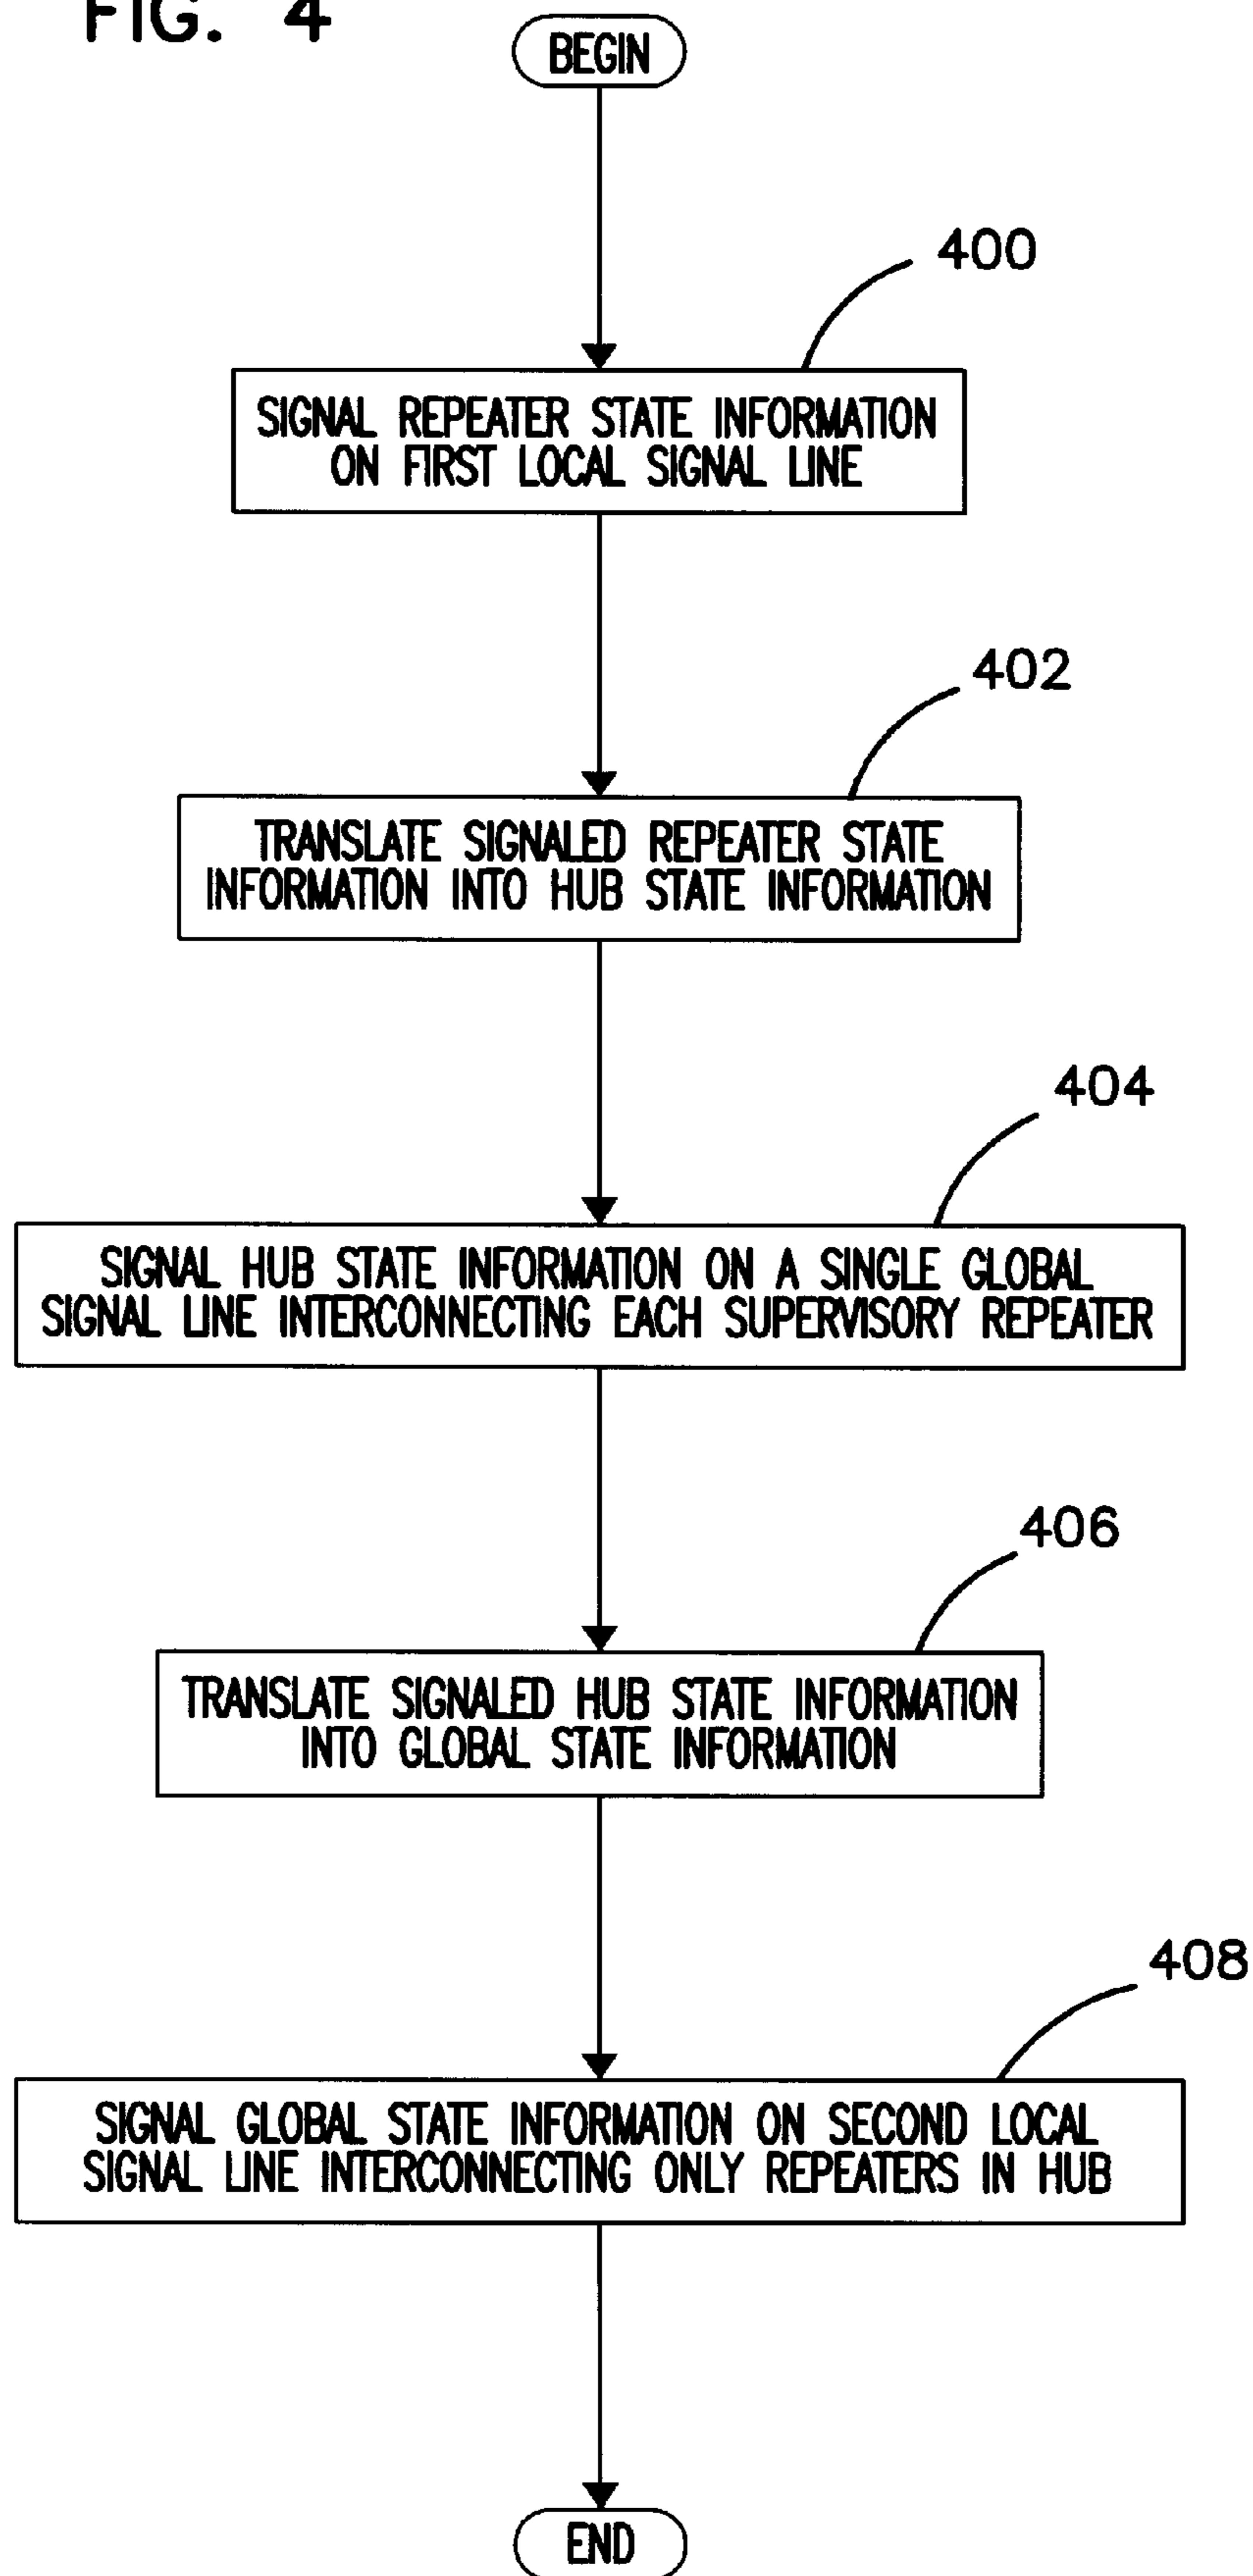 FIG. 4
BEGIN
400
SIGNAL REPEATER STATE INFORMATION
ON FIRST LOCAL SIGNAL LINE
402
TRANSLATE SIGNALED REPEATER STATE
INFORMATION INTO HUB STATE INFORMATION
404
SIGNAL HUB STATE INFORMATION ON A SINGLE GLOBAL
SIGNAL LINE INTERCONNECTING EACH SUPERVISORY REPEATER
406
TRANSLATE SIGNALED HUB STATE INFORMATION
INTO GLOBAL STATE INFORMATION
408
SIGNAL GLOBAL STATE INFORMATION ON SECOND LOCAL
SIGNAL LINE INTERCONNECTING ONLY REPEATERS IN HUB
END